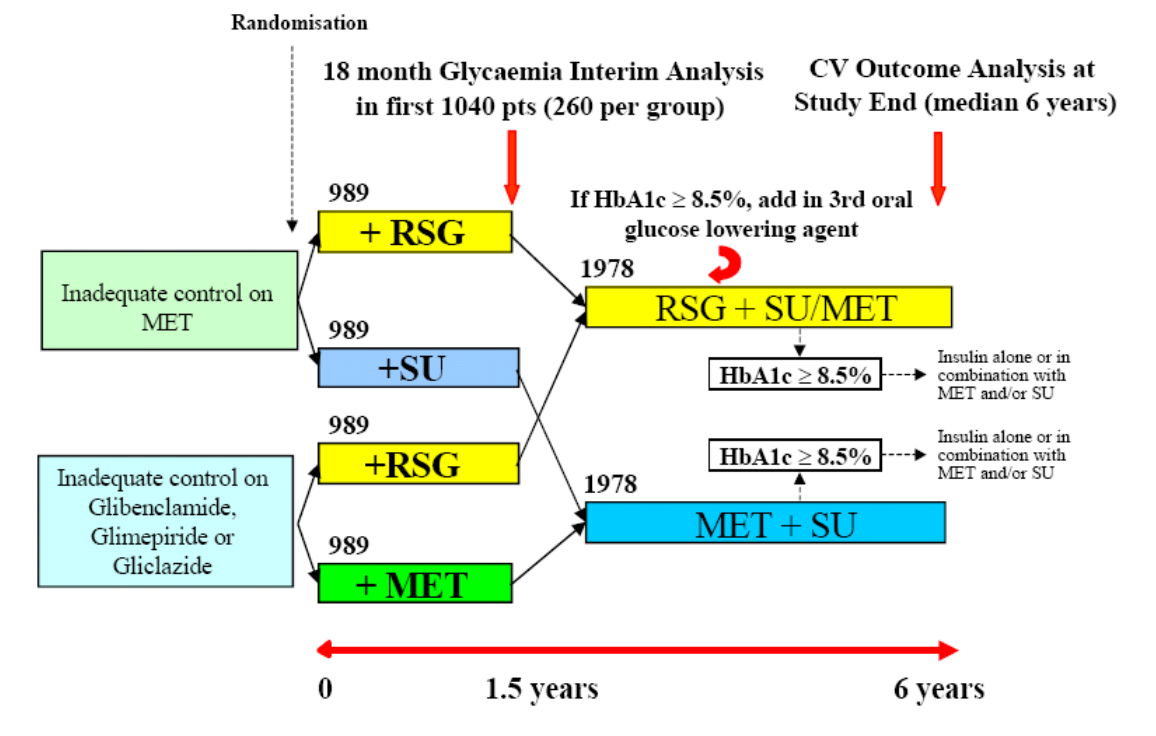 Randomisation
18 month Glycaemia Interim Analysis
in first 1040 pts (260 per group)
CV Outcome Analysis at
Study End (median 6 years)
989
+ RSG
If HbA1c ≥ 8.5%, add in 3rd oral
glucose lowering agent
Inadequate control on
MET
1978
RSG + SU/MET
989
+SU
HbA1c ≥ 8.5%
Insulin alone or in
combination with
MET and/or SU
989
+RSG
HbA1c ≥ 8.5%
Insulin alone or in
combination with
MET and/or SU
Inadequate control on
Glibenclamide,
Glimepiride or
Gliclazide
1978
MET + SU
989
+ MET
0
1.5 years
6 years